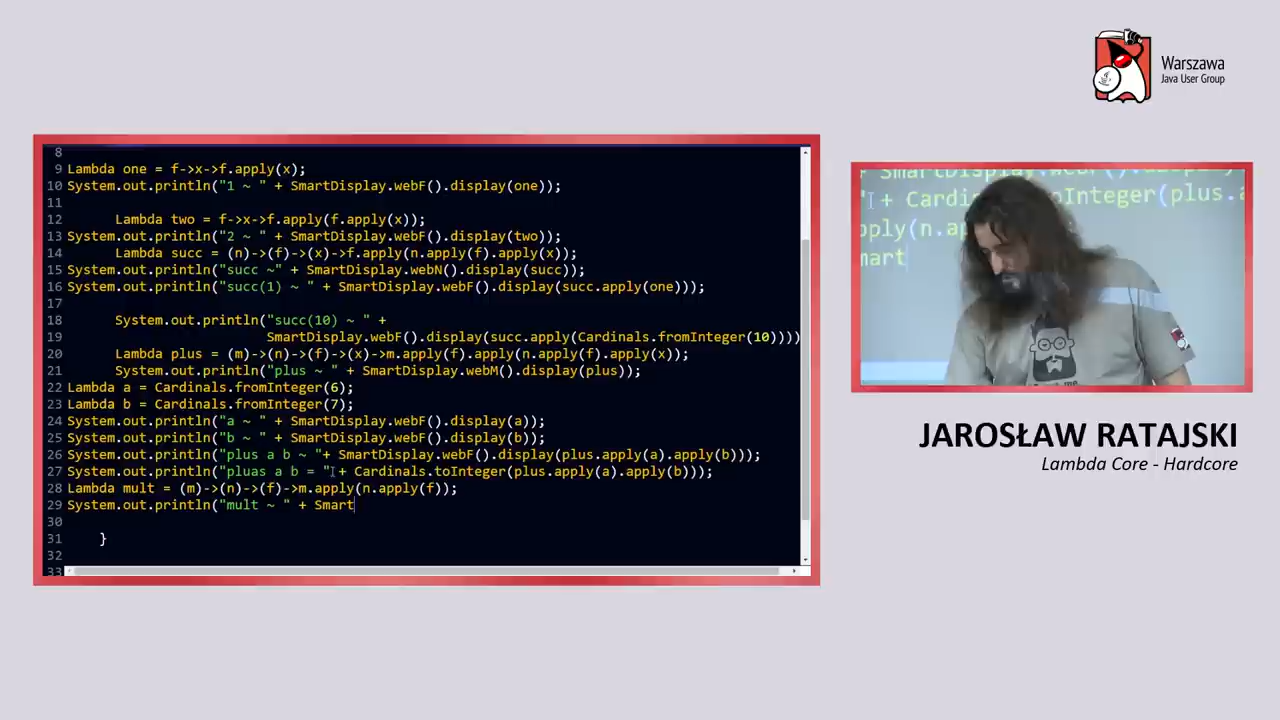 Warszawa
Java User Group
8
9 Lambda one = f->x->f.apply(x);
10 System.out.println("1 ~ " + SmartDisplay.webF().display(one));
11
12 Lambda two = f->x->f.apply(f.apply(x));
13 System.out.println("2 ~ " + SmartDisplay.webF().display(two));
14 Lambda succ = (n)->(f)->(x)->f.apply(n.apply(f).apply(x));
15 System.out.println("succ ~" + SmartDisplay.webN().display(succ));
16 System.out.println("succ(1) ~ " + SmartDisplay.webF().display(succ.apply(one)));
17
18 System.out.println("succ(10) ~ " +
19 SmartDisplay.webF().display(succ.apply(Cardinals.fromInteger(10))))
20 Lambda plus = (m)->(n)->(f)->(x)->m.apply(f).apply(n.apply(f).apply(x));
21 System.out.println("plus ~ " + SmartDisplay.webM().display(plus));
22 Lambda a = Cardinals.fromInteger(6);
23 Lambda b = Cardinals.fromInteger(7);
24 System.out.println("a ~ " + SmartDisplay.webF().display(a));
25 System.out.println("b ~ " + SmartDisplay.webF().display(b));
26 System.out.println("plus a b ~ "+ SmartDisplay.webF().display(plus.apply(a).apply(b)));
27 System.out.println("pluas a b = "+ Cardinals.toInteger(plus.apply(a).apply(b)));
28 Lambda mult = (m)->(n)->(f)->m.apply(n.apply(f));
29 System.out.println("mult ~ " + Smart
30
31 }
32
33
JAROSŁAW RATAJSKI
Lambda Core - Hardcore